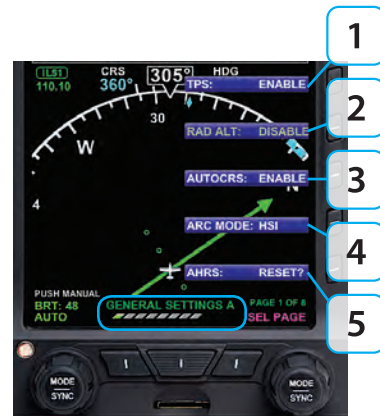 1
ILS1 CRS 305° HDG
110.10 360° TPS: ENABLE
2
30
RAD ALT: DISABLE
W
3
AUTOCRS: ENABLE
N
4
ARC MODE: HSI
4
AHRS: RESET?
5
PUSH MANUAL
BRT: 48 GENERAL SETTINGS A PAGE 1 OF 8
AUTO SEL PAGE
MODE
SYNC
MODE
SYNC